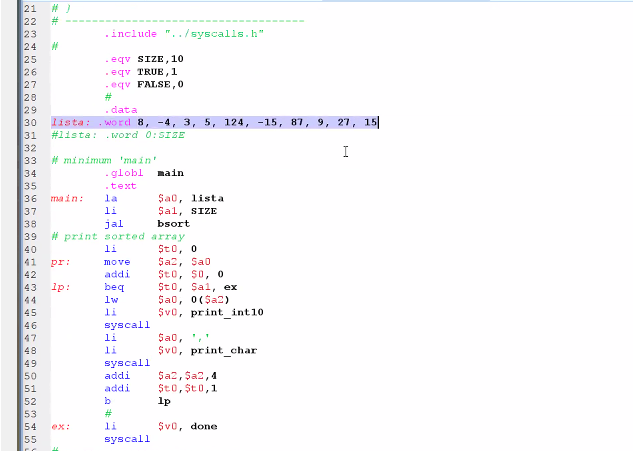 21 # }
22 # ------------------------------------
23 .include "../syscalls.h"
24 #
25 .eqv SIZE,10
26 .eqv TRUE,1
27 .eqv FALSE,0
28 #
29 .data
30 lista: .word 8, -4, 3, 5, 124, -15, 87, 9, 27, 15
31 #lista: .word 0:SIZE
32
33 # minimum 'main'
34 .globl main
35 .text
36 main: la $a0, lista
37 li $a1, SIZE
38 jal bsort
39 # print sorted array
40 li $t0, 0
41 pr: move $a2, $a0
42 addi $t0, $0, 0
43 lp: beq $t0, $a1, ex
44 lw $a0, 0($a2)
45 li $v0, print_int10
46 syscall
47 li $a0, ','
48 li $v0, print_char
49 syscall
50 addi $a2,$a2,4
51 addi $t0,$t0,1
52 b lp
53 #
54 ex: li $v0, done
55 syscall